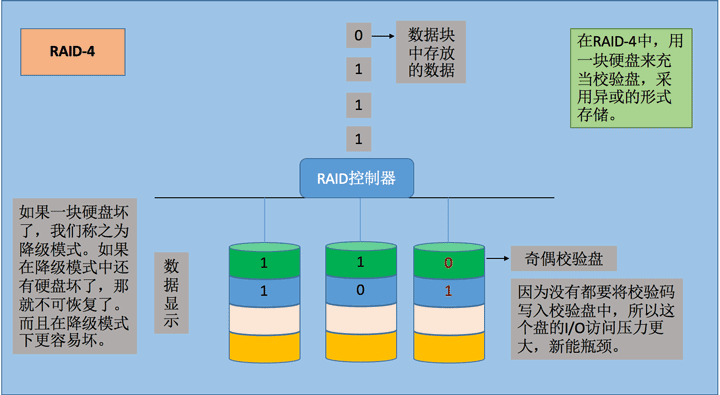 RAID-4
0
1
1
1
数据块
中存放
的数据
在RAID-4中，用
一块硬盘来充
当校验盘，采
用异或的形式
存储。
RAID控制器
如果一块硬盘坏
了，我们称之为
降级模式。如果
在降级模式中还
有硬盘坏了，那
就不可恢复了。
而且在降级模式
下更容易坏。
数
据
显
示
1 1 0
1 0 1
奇偶校验盘
因为没有都要将校验码
写入校验盘中，所以这
个盘的I/O访问压力更
大，新能瓶颈。